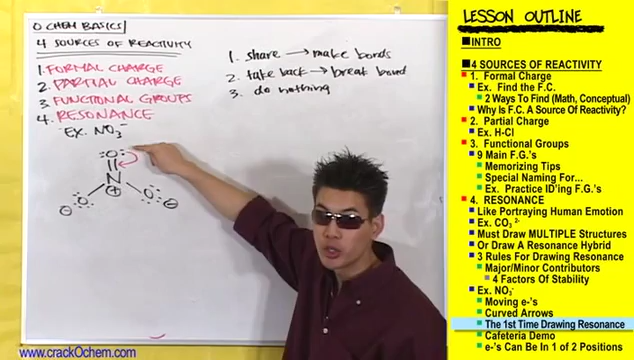 O CHEM BASICS
4 SOURCES OF REACTIVITY
1. FORMAL CHARGE
2. PARTIAL CHARGE
3. FUNCTIONAL GROUPS
4. RESONANCE
EX. NO₃⁻
O
N
⊕
O
⊖
O
⊖
1. share → make bonds
2. take back → break bond
3. do nothing
www.crackOchem.com
LESSON OUTLINE
INTRO
4 SOURCES OF REACTIVITY
1. Formal Charge
Ex. Find the F.C.
2 Ways To Find (Math, Conceptual)
Why Is F.C. A Source Of Reactivity?
2. Partial Charge
Ex. H-Cl
3. Functional Groups
9 Main F.G.'s
Memorizing Tips
Special Naming For...
Ex. Practice ID'ing F.G.'s
4. RESONANCE
Like Portraying Human Emotion
Ex. CO₃²⁻
Must Draw MULTIPLE Structures
Or Draw A Resonance Hybrid
3 Rules For Drawing Resonance
Major/Minor Contributors
4 Factors Of Stability
Ex. NO₃⁻
Moving e-'s
Curved Arrows
The 1st Time Drawing Resonance
Cafeteria Demo
e-'s Can Be In 1 of 2 Positions